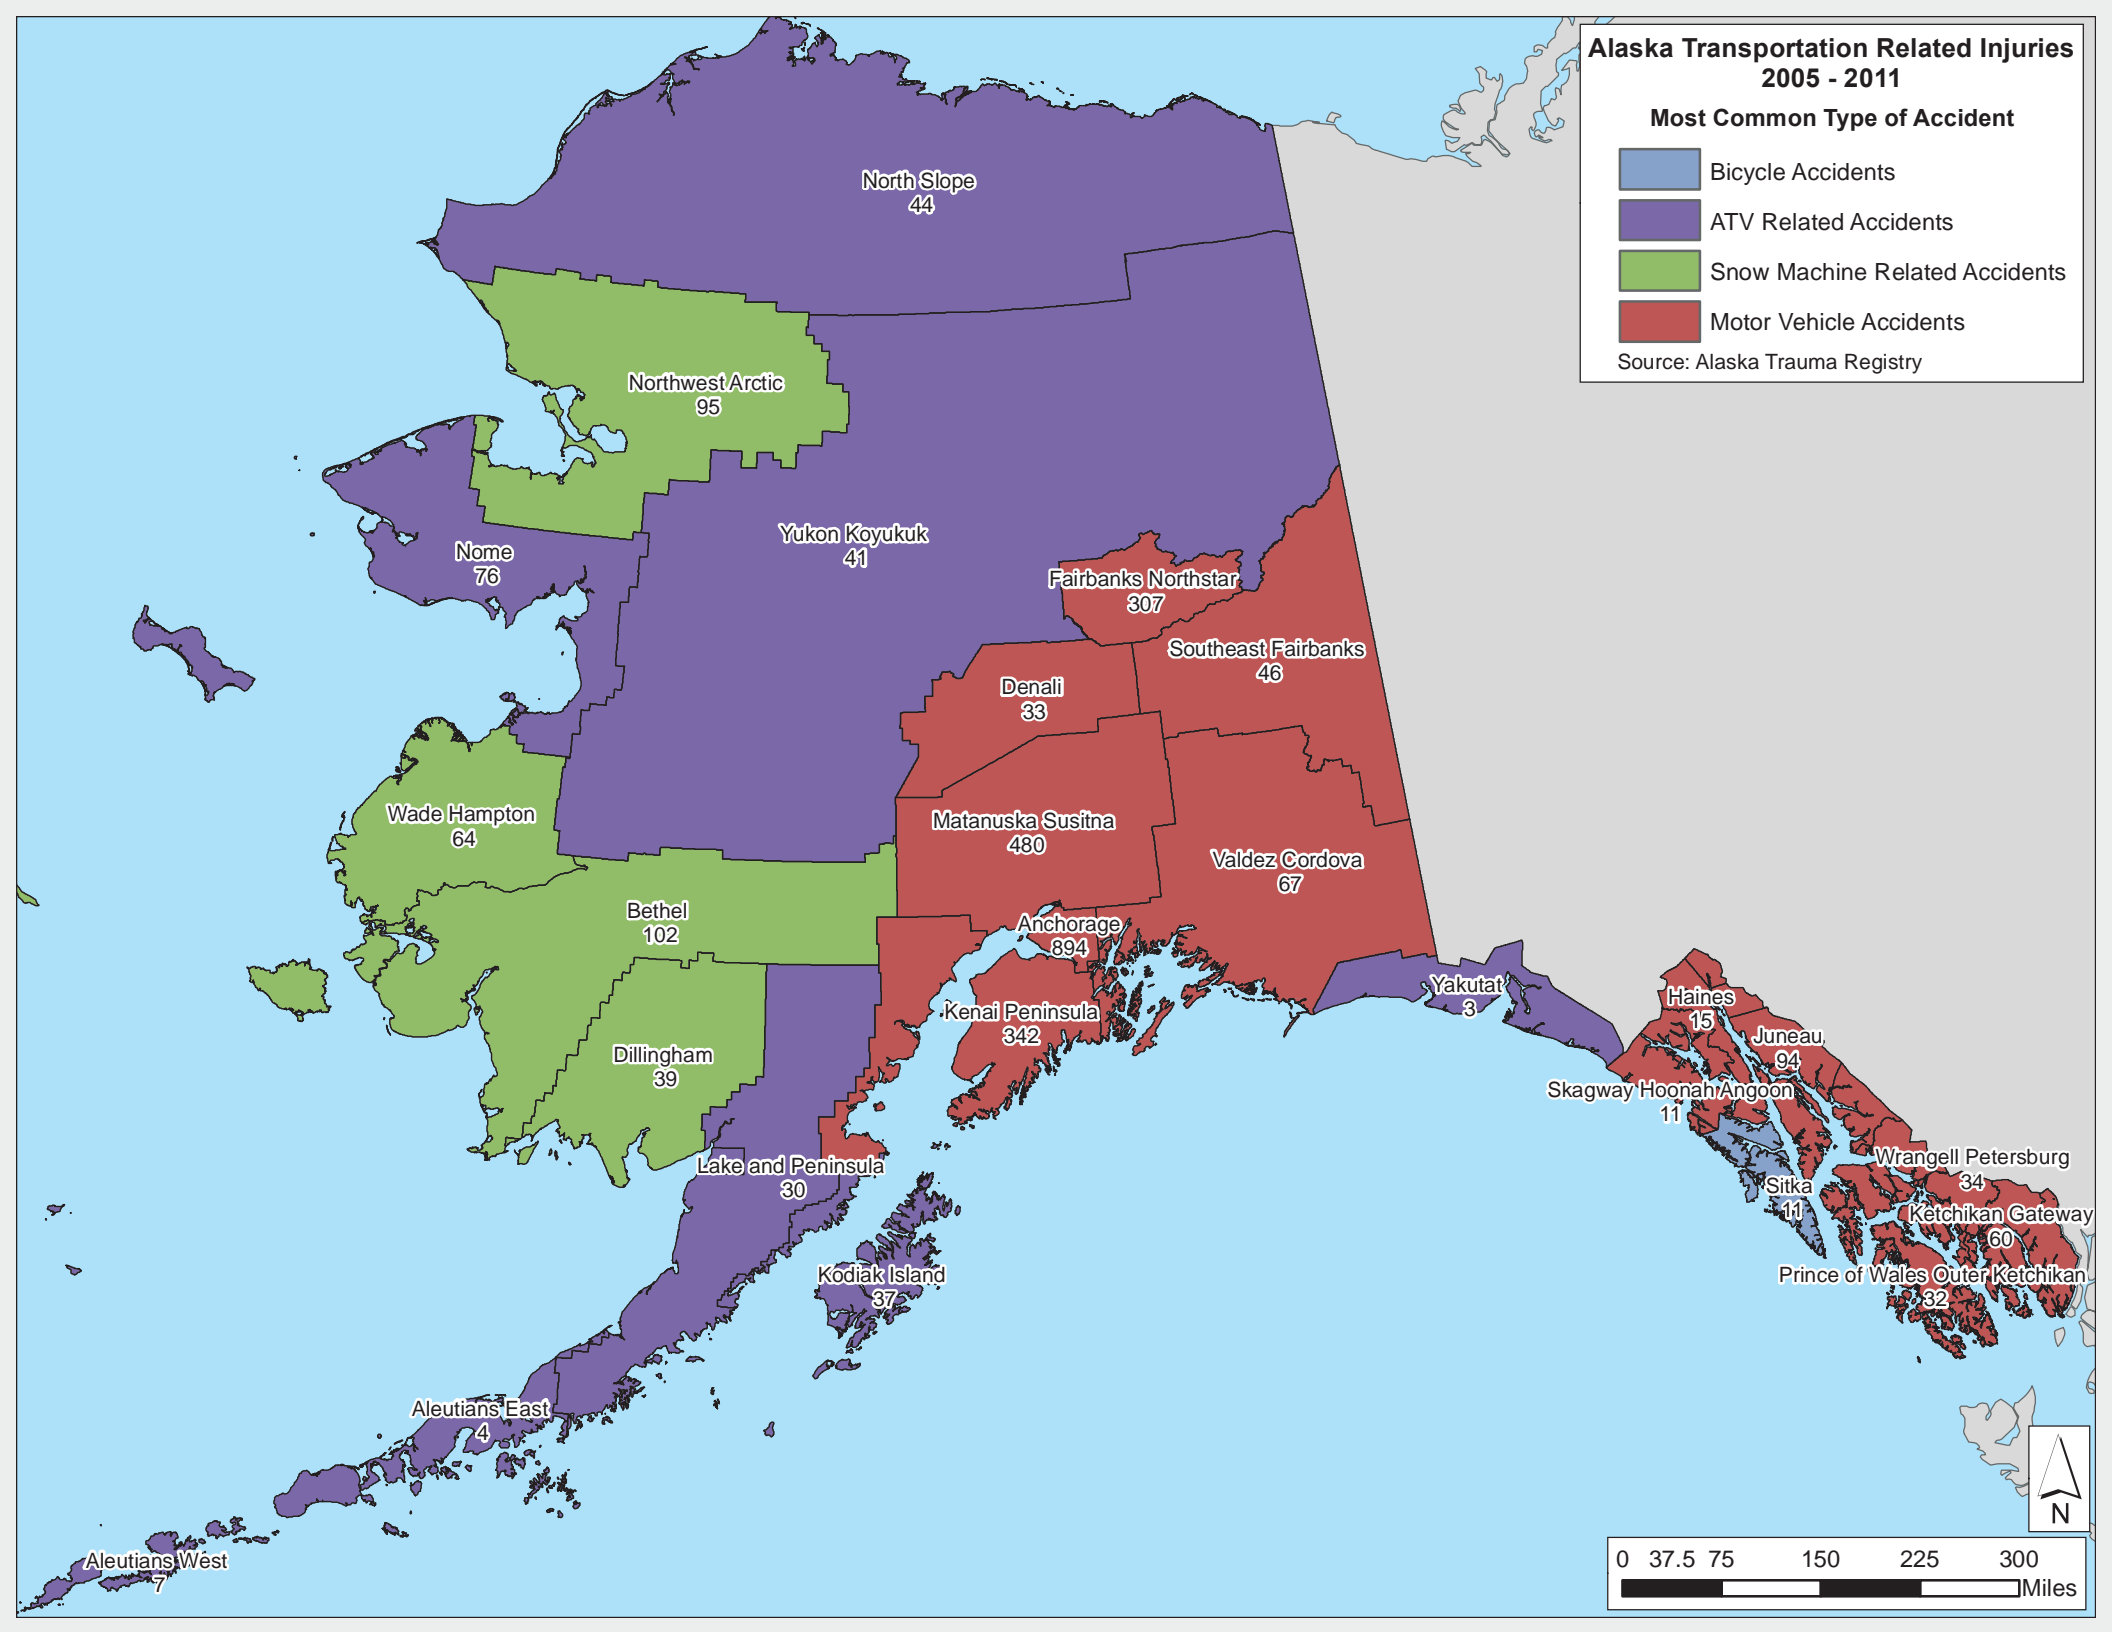 Alaska Transportation Related Injuries
2005 - 2011
Most Common Type of Accident
Bicycle Accidents
ATV Related Accidents
Snow Machine Related Accidents
Motor Vehicle Accidents
Source: Alaska Trauma Registry
North Slope
44
Northwest Arctic
95
Nome
76
Yukon Koyukuk
41
Fairbanks Northstar
307
Southeast Fairbanks
46
Denali
33
Wade Hampton
64
Matanuska Susitna
480
Valdez Cordova
67
Bethel
102
Anchorage
894
Yakutat
3
Haines
15
Kenai Peninsula
342
Juneau
94
Dillingham
39
Skagway Hoonah Angoon
11
Lake and Peninsula
30
Wrangell Petersburg
34
Sitka
11
Ketchikan Gateway
60
Kodiak Island
37
Prince of Wales Outer Ketchikan
32
Aleutians East
4
Aleutians West
7
N
0 37.5 75 150 225 300
Miles